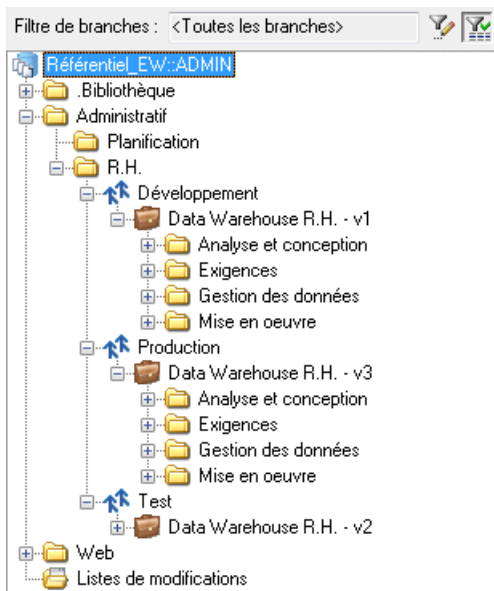 Filtre de branches : <Toutes les branches>
Référentiel_EW::ADMIN
.Bibliothèque
Administratif
Planification
R.H.
Développement
Data Warehouse R.H. - v1
Analyse et conception
Exigences
Gestion des données
Mise en oeuvre
Production
Data Warehouse R.H. - v3
Analyse et conception
Exigences
Gestion des données
Mise en oeuvre
Test
Data Warehouse R.H. - v2
Web
Listes de modifications